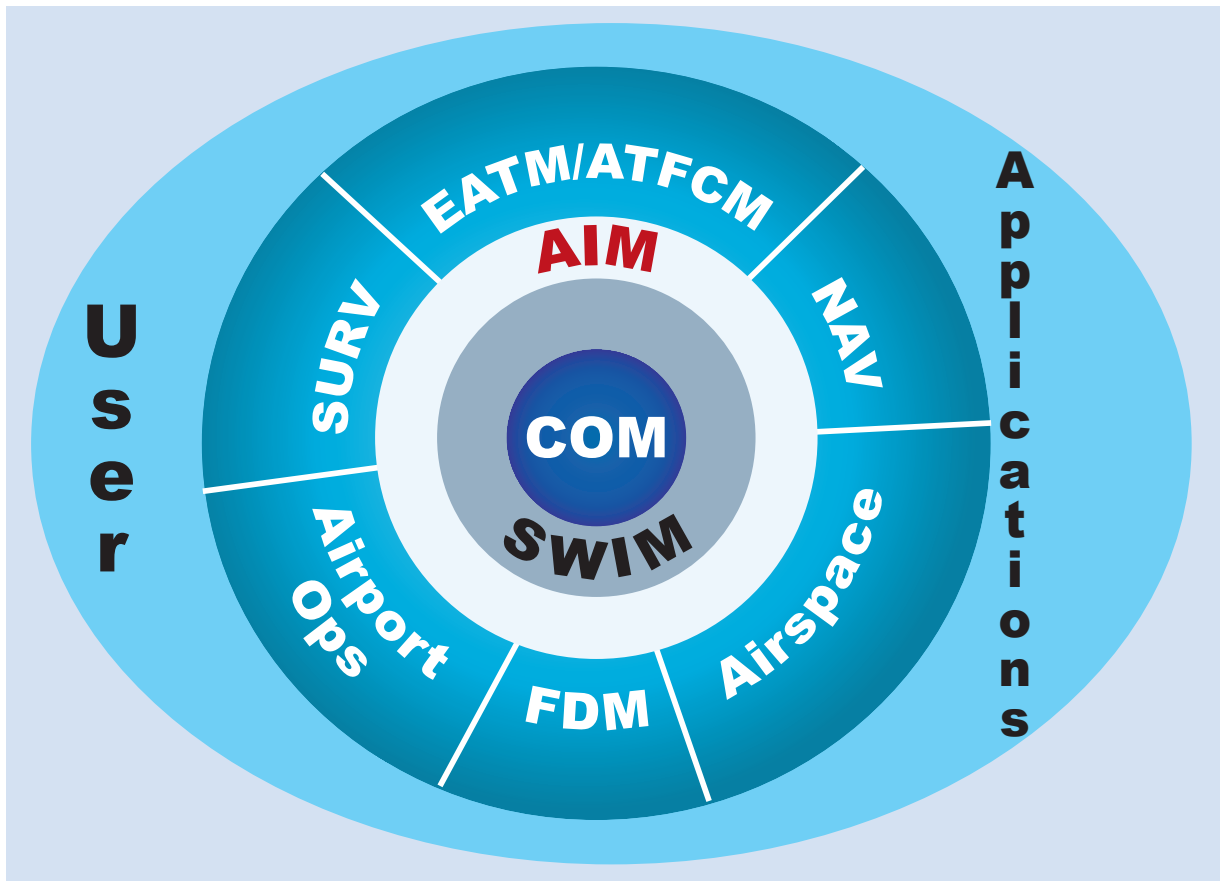 EATM/ATFCM
AIM
NAV
SURV
COM
SWIM
Airspace
Airport
Ops
FDM
User
Applications